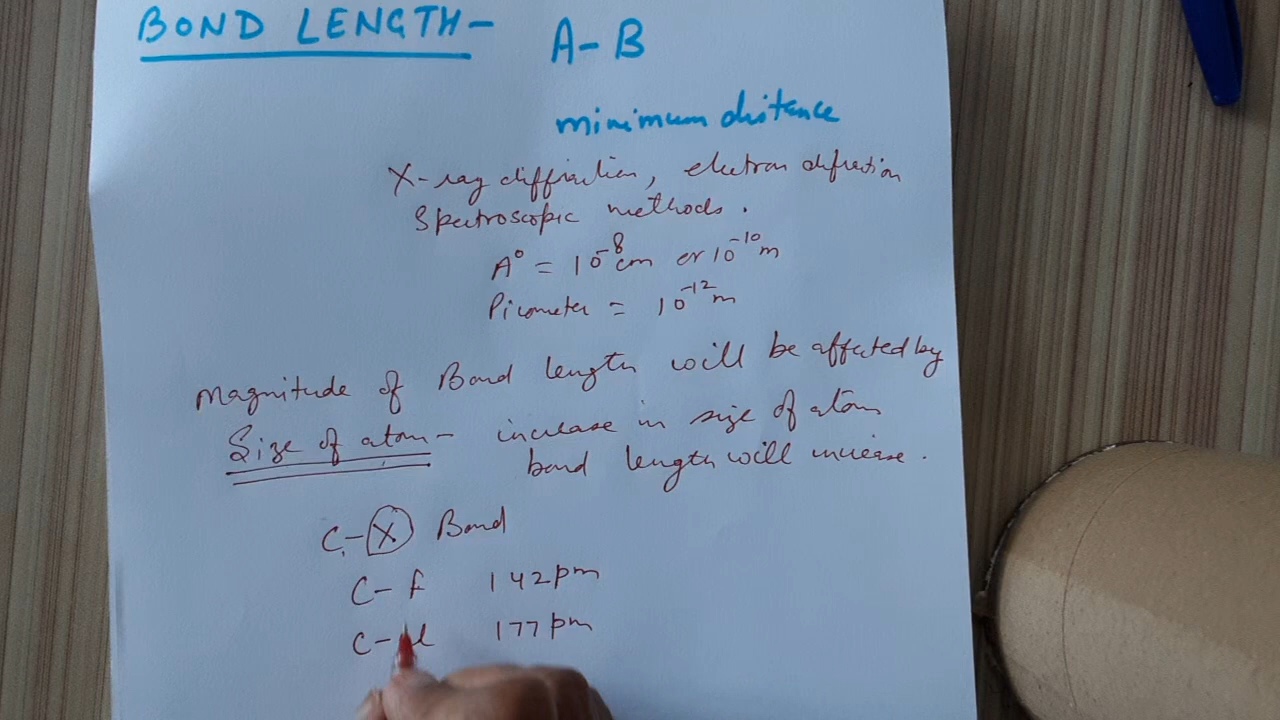 BOND LENGTH-
A-B
minimum distance
X-ray diffraction, electron difraction
Spectroscopic methods.
A° = 10⁻⁸ cm or 10⁻¹⁰ m
Picometer = 10⁻¹² m
Magnitude of Bond length will be affected by
Size of atom - increase in size of atom
bond length will increase.
C-X Bond
C-F 142 pm
C-Cl 177 pm